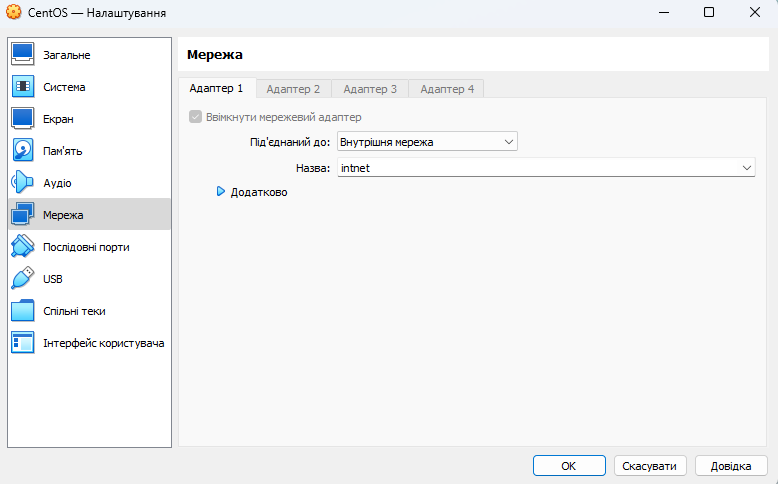 CentOS — Налаштування
Загальне
Система
Екран
Пам'ять
Аудіо
Мережа
Послідовні порти
USB
Спільні теки
Інтерфейс користувача
Мережа
Адаптер 1 Адаптер 2 Адаптер 3 Адаптер 4
Ввімкнути мережевий адаптер
Під'єднаний до: Внутрішня мережа
Назва: intnet
Додатково
OK Скасувати Довідка